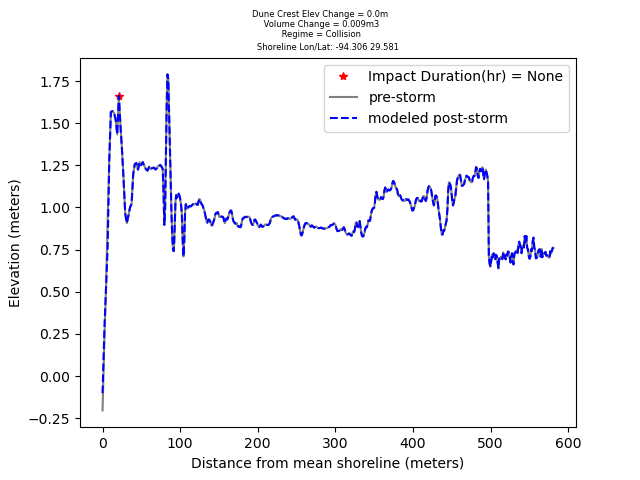 Dune Crest Elev Change = 0.0m
Volume Change = 0.009m3
Regime = Collision
Shoreline Lon/Lat: -94.306 29.581
Impact Duration(hr) = None
pre-storm
modeled post-storm
Elevation (meters)
1.75
1.50
1.25
1.00
0.75
0.50
0.25
0.00
−0.25
0 100 200 300 400 500 600
Distance from mean shoreline (meters)